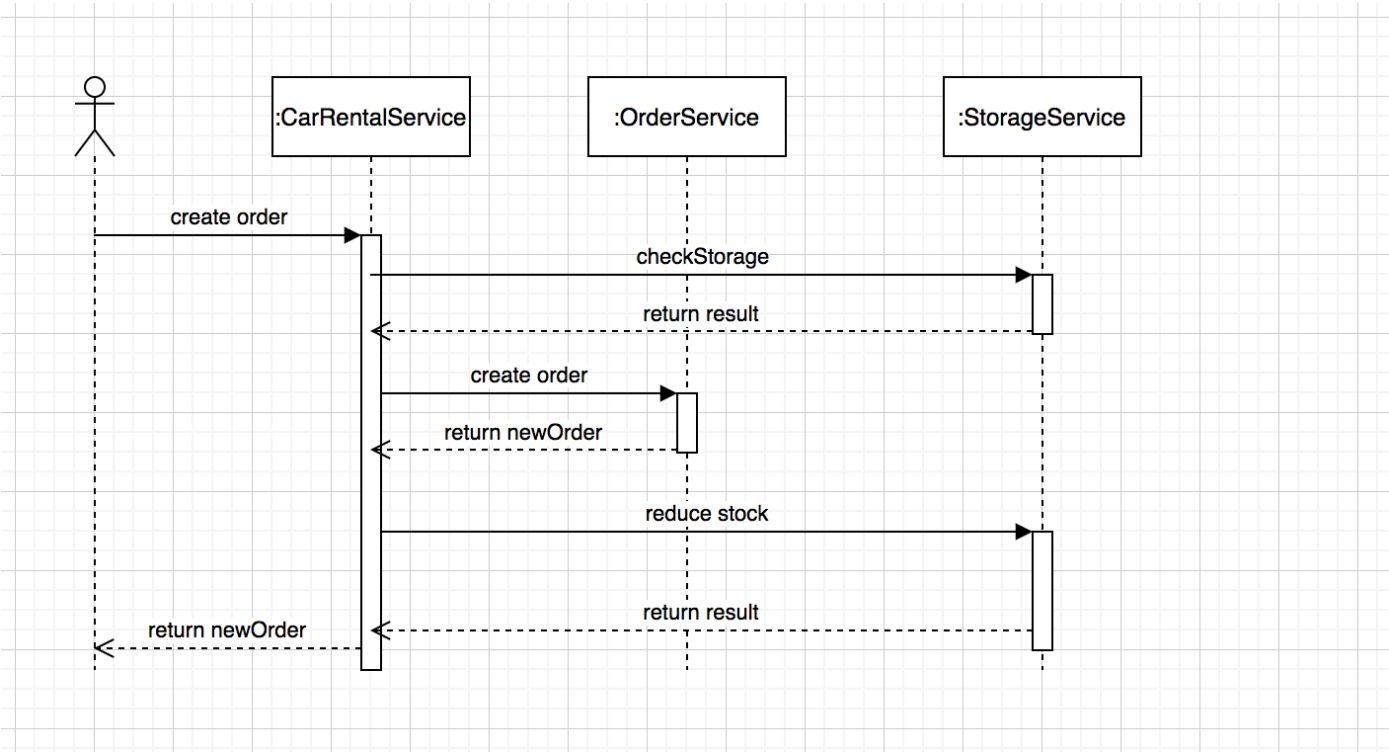 :CarRentalService
:OrderService
:StorageService
create order
checkStorage
return result
create order
return newOrder
reduce stock
return result
return newOrder